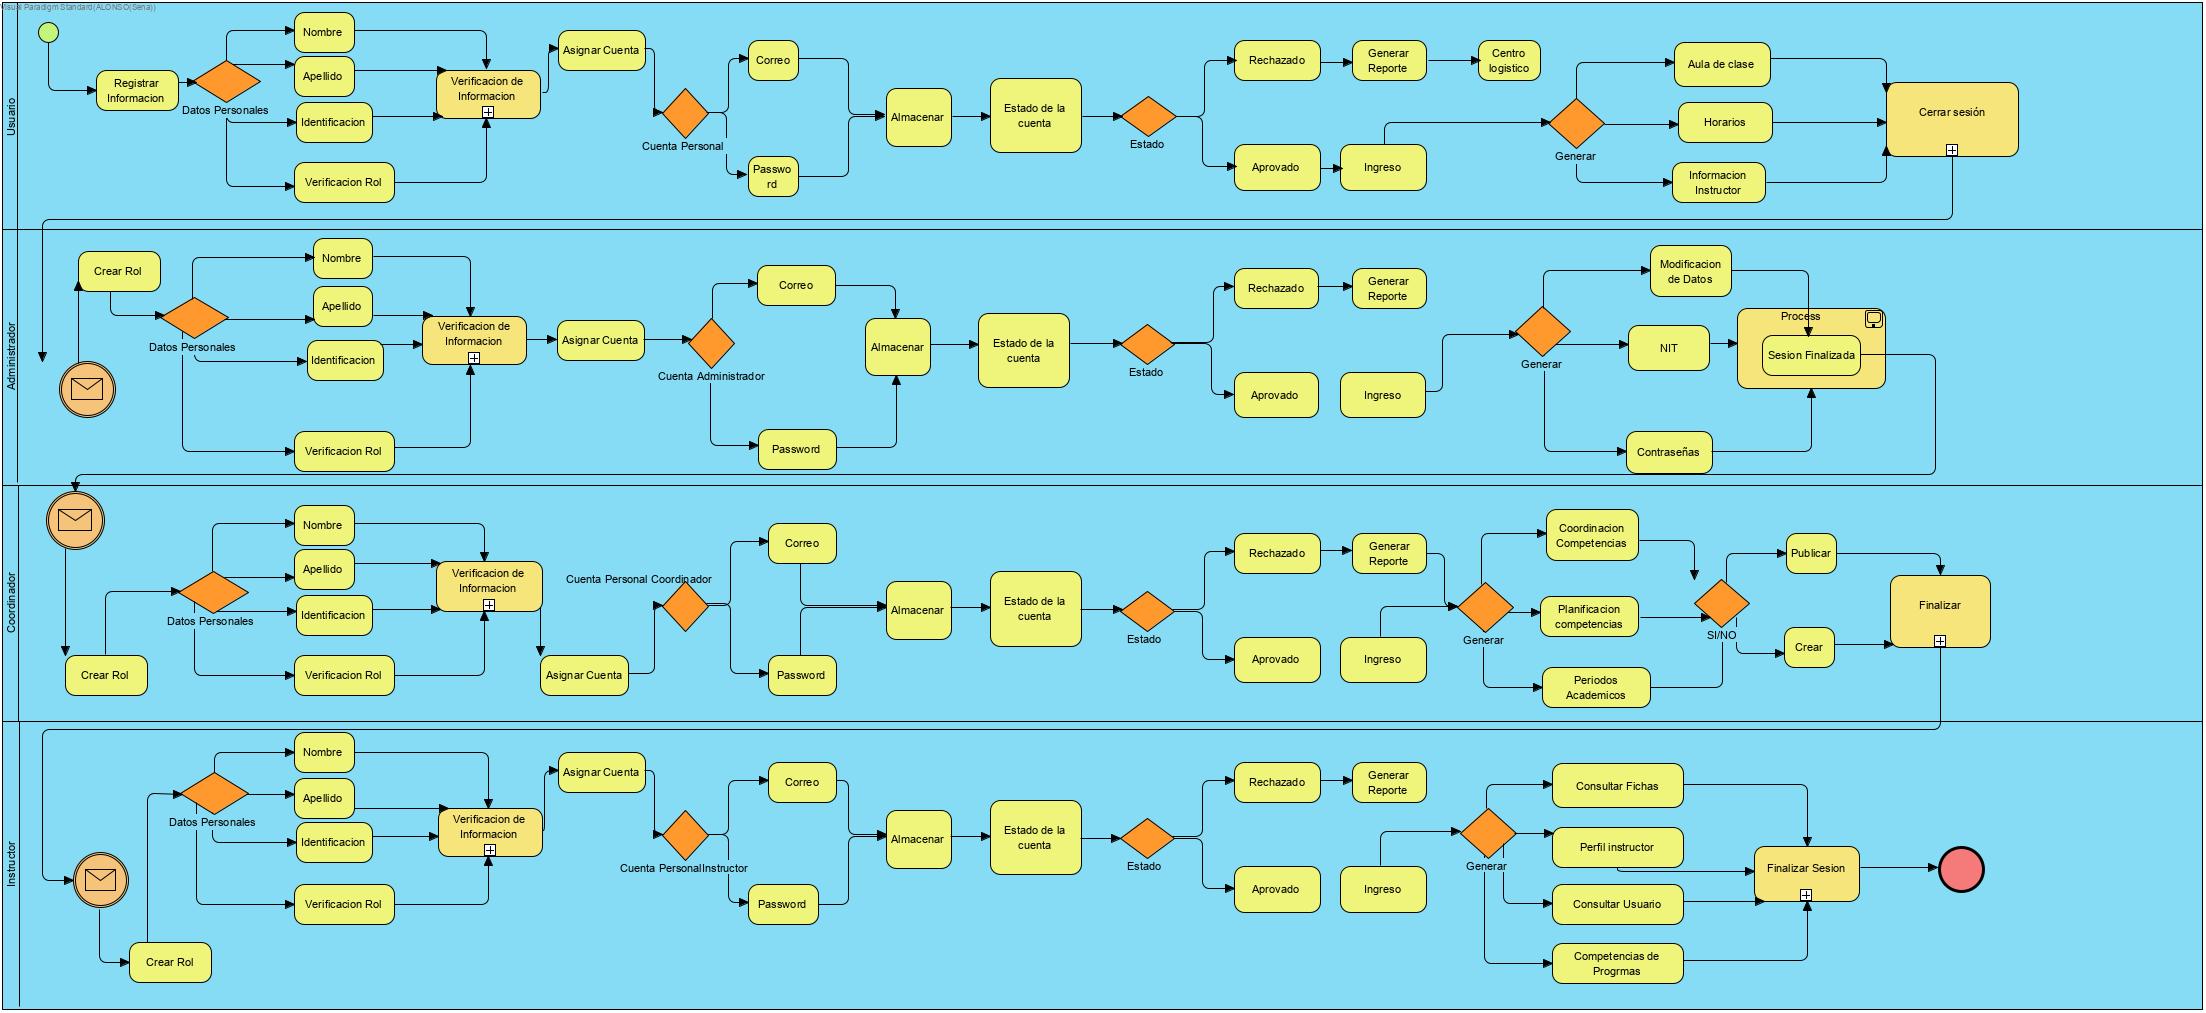 Visual Paradigm Standard(ALONSO(Sena))
Usuario
Registrar
Informacion
Datos Personales
Nombre
Apellido
Identificacion
Verificacion Rol
Verificacion de
Informacion
Asignar Cuenta
Cuenta Personal
Correo
Passwo
rd
Almacenar
Estado de la
cuenta
Estado
Rechazado
Generar
Reporte
Centro
logistico
Aprovado
Ingreso
Generar
Aula de clase
Horarios
Informacion
Instructor
Cerrar sesión
Administrador
Crear Rol
Datos Personales
Nombre
Apellido
Identificacion
Verificacion Rol
Verificacion de
Informacion
Asignar Cuenta
Cuenta Administrador
Correo
Password
Almacenar
Estado de la
cuenta
Estado
Rechazado
Generar
Reporte
Aprovado
Ingreso
Generar
Modificacion
de Datos
NIT
Contraseñas
Process
Sesion Finalizada
Coordinador
Crear Rol
Datos Personales
Nombre
Apellido
Identificacion
Verificacion Rol
Verificacion de
Informacion
Asignar Cuenta
Cuenta Personal Coordinador
Correo
Password
Almacenar
Estado de la
cuenta
Estado
Rechazado
Generar
Reporte
Aprovado
Ingreso
Generar
Coordinacion
Competencias
Planificacion
competencias
Periodos
Academicos
SI/NO
Publicar
Crear
Finalizar
Instructor
Crear Rol
Datos Personales
Nombre
Apellido
Identificacion
Verificacion Rol
Verificacion de
Informacion
Asignar Cuenta
Cuenta PersonalInstructor
Correo
Password
Almacenar
Estado de la
cuenta
Estado
Rechazado
Generar
Reporte
Aprovado
Ingreso
Generar
Consultar Fichas
Perfil instructor
Consultar Usuario
Competencias de
Progrmas
Finalizar Sesion